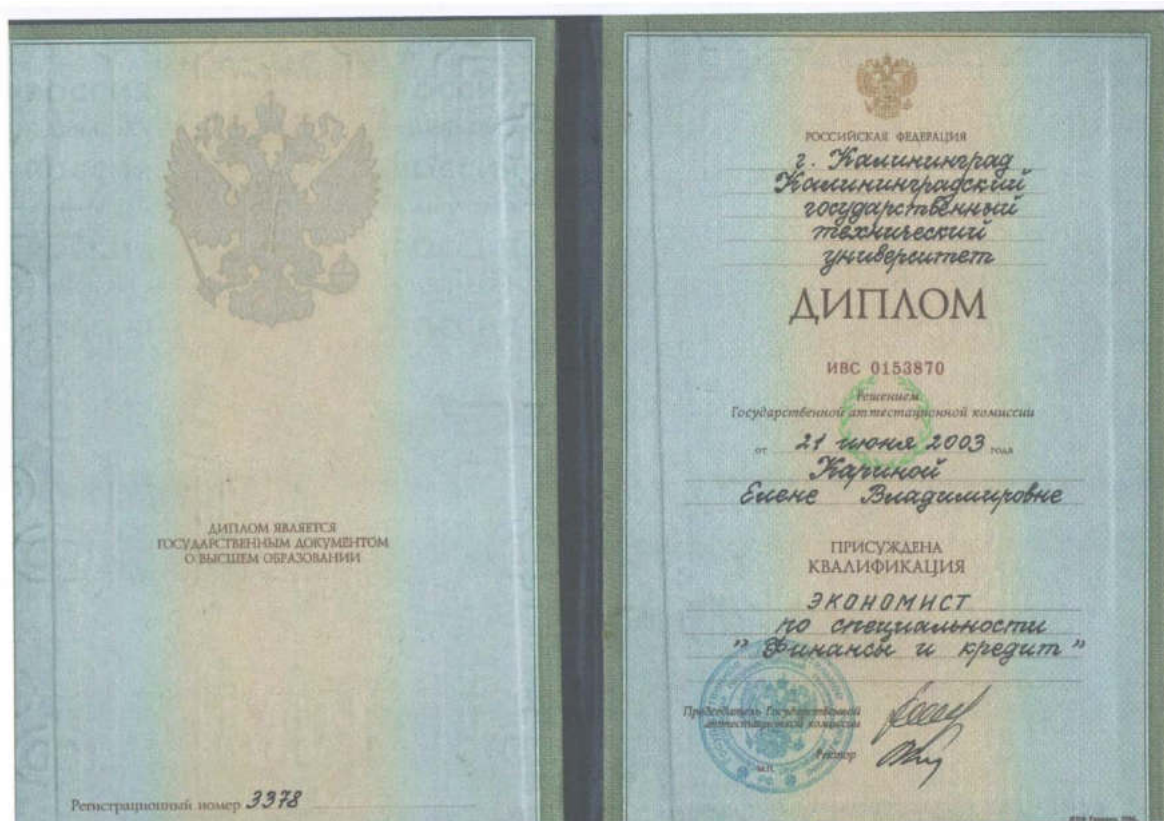 ДИПЛОМ ЯВЛЯЕТСЯ
ГОСУДАРСТВЕННЫМ ДОКУМЕНТОМ
О ВЫСШЕМ ОБРАЗОВАНИИ
Регистрационный номер 3378
РОССИЙСКАЯ ФЕДЕРАЦИЯ
г. Калининград
Калининградский
государственный
технический
университет
ДИПЛОМ
ИВС 0153870
Решением
Государственной аттестационной комиссии
от 21 июня 2003 года
Кариной
Елене Владимировне
ПРИСУЖДЕНА
КВАЛИФИКАЦИЯ
ЭКОНОМИСТ
по специальности
" Финансы и кредит "
Председатель Государственной
аттестационной комиссии
Ректор
М.П.